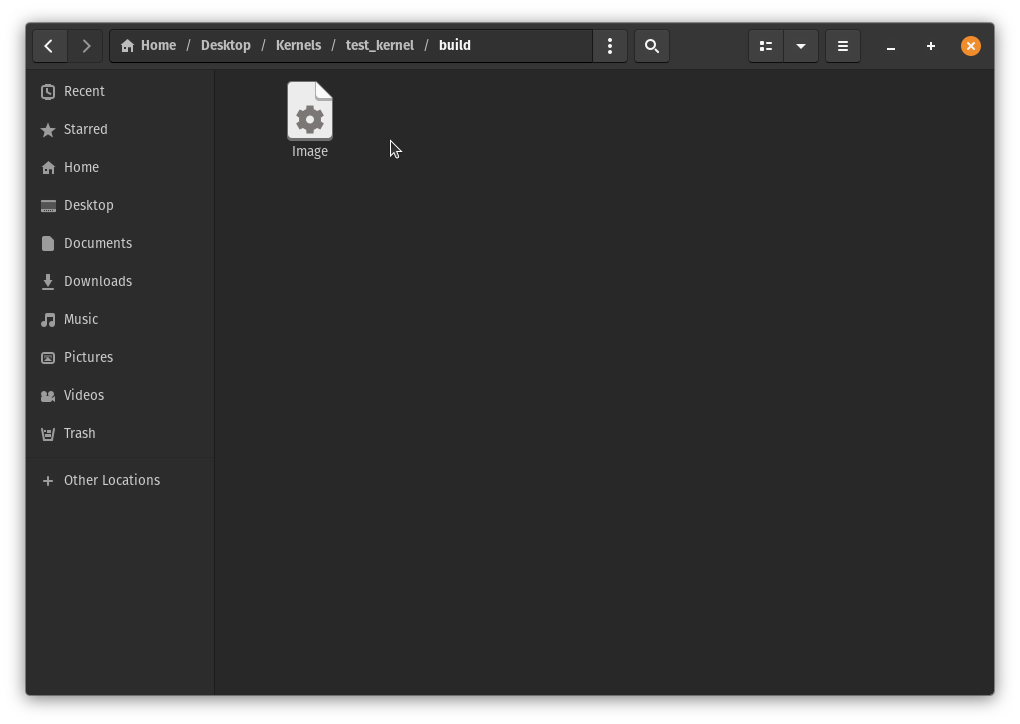 Home / Desktop / Kernels / test_kernel / build
Recent
Starred
Home
Desktop
Documents
Downloads
Music
Pictures
Videos
Trash
Other Locations
Image